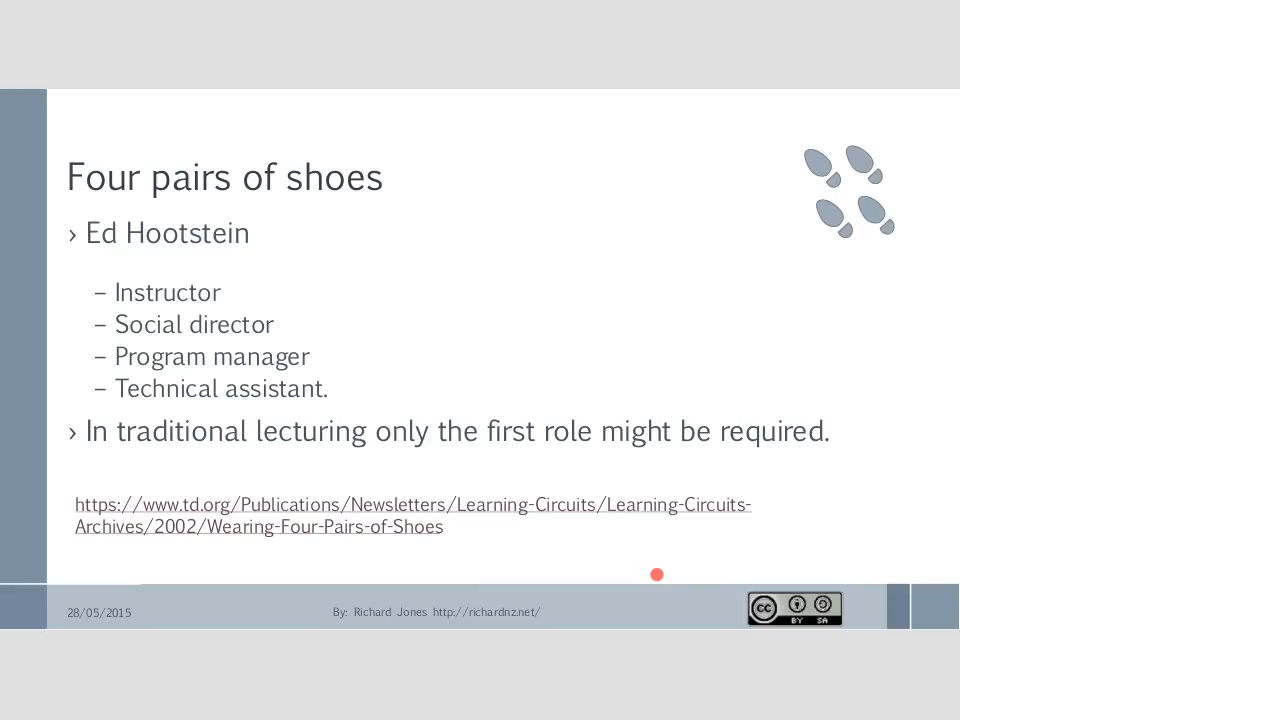 Four pairs of shoes
› Ed Hootstein
– Instructor
– Social director
– Program manager
– Technical assistant.
› In traditional lecturing only the first role might be required.
https://www.td.org/Publications/Newsletters/Learning-Circuits/Learning-Circuits-
Archives/2002/Wearing-Four-Pairs-of-Shoes
28/05/2015
By: Richard Jones http://richardnz.net/
cc
BY SA